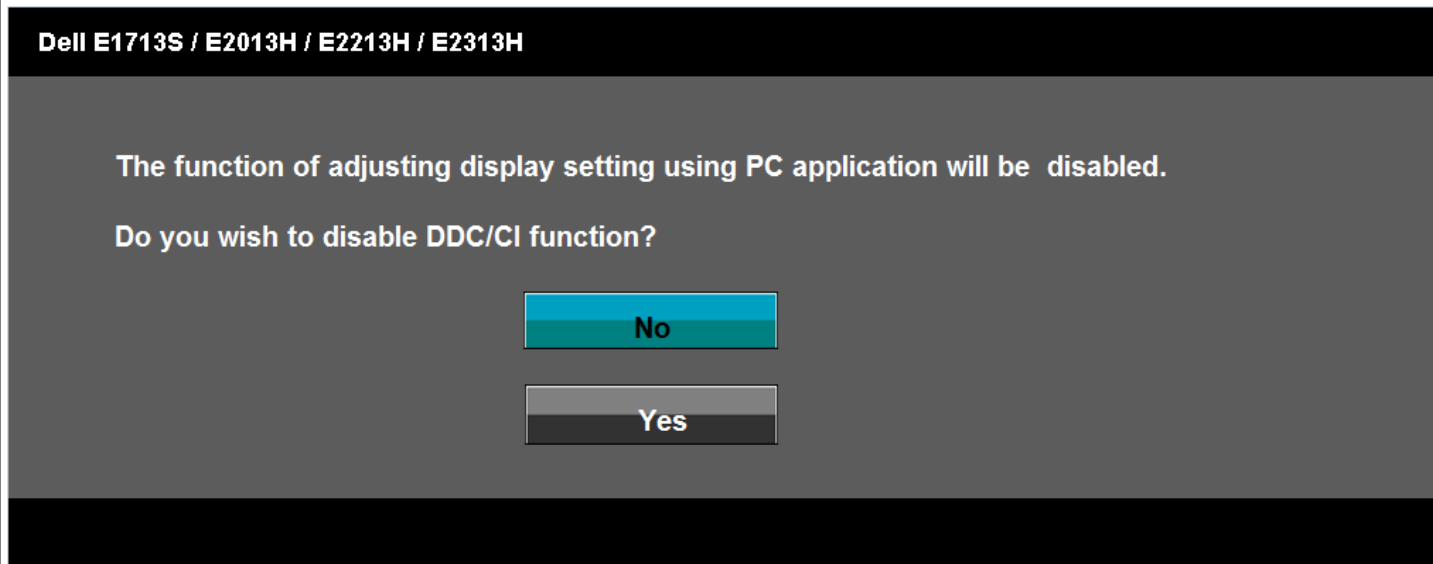 Dell E1713S / E2013H / E2213H / E2313H
The function of adjusting display setting using PC application will be  disabled.
Do you wish to disable DDC/CI function?
No
Yes